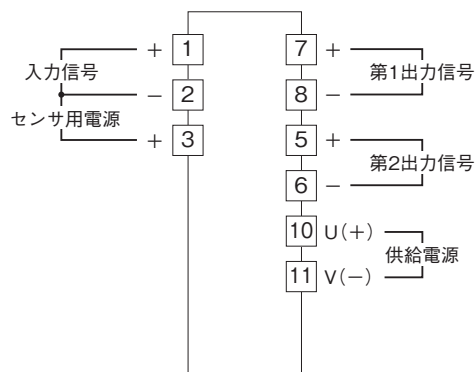 + 1
入力信号
− 2
センサ用電源
+ 3
7 +
第1出力信号
8 −
5 +
第2出力信号
6 −
10 U(+)
供給電源
11 V(−)